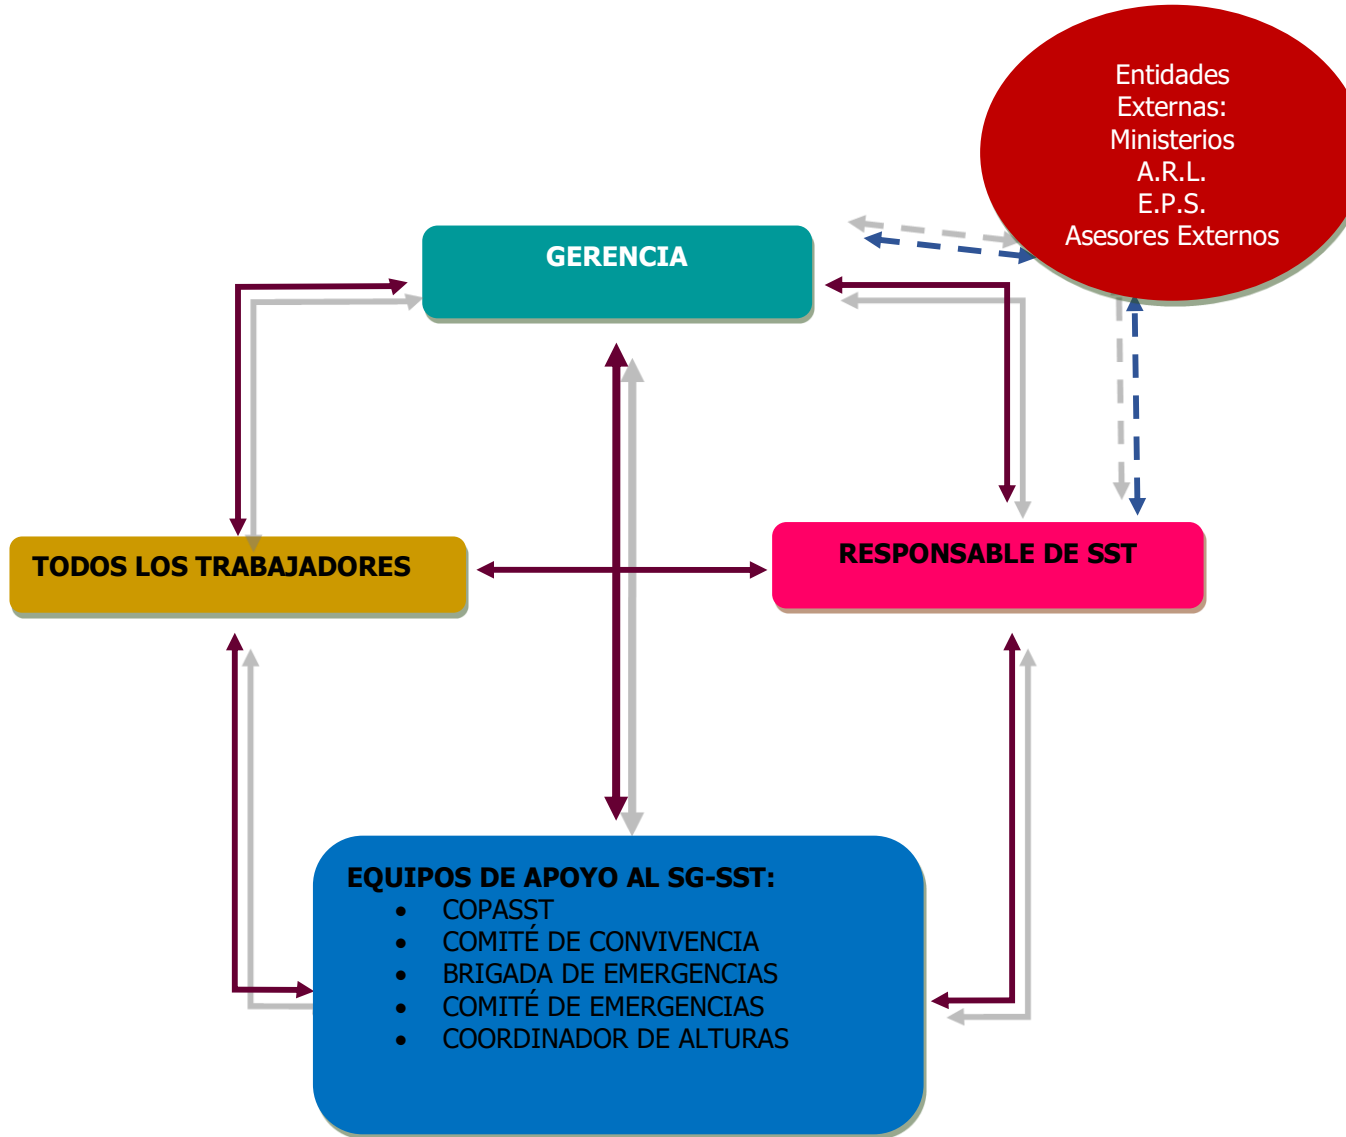 Entidades
Externas:
Ministerios
A.R.L.
E.P.S.
Asesores Externos
GERENCIA
TODOS LOS TRABAJADORES
RESPONSABLE DE SST
EQUIPOS DE APOYO AL SG-SST:
• COPASST
• COMITÉ DE CONVIVENCIA
• BRIGADA DE EMERGENCIAS
• COMITÉ DE EMERGENCIAS
• COORDINADOR DE ALTURAS